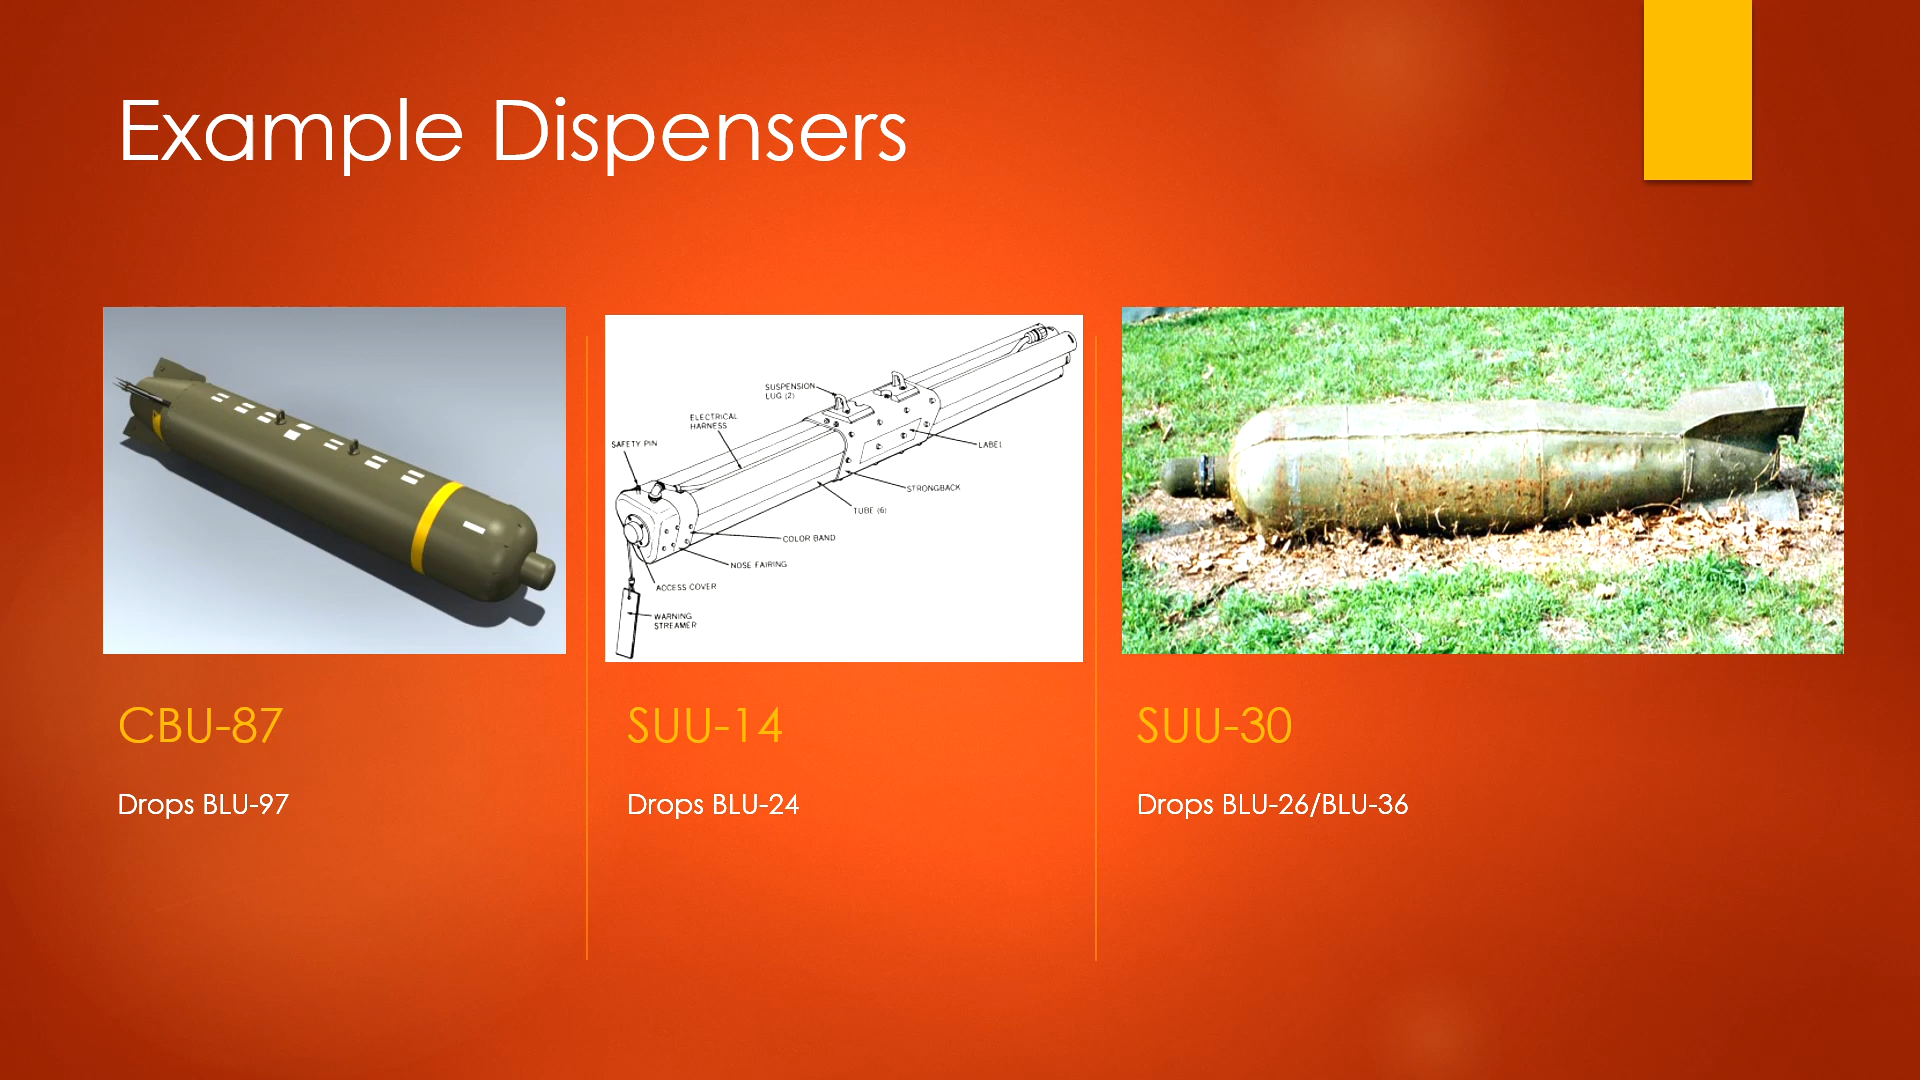 Example Dispensers
SUSPENSION
LUG (2)
ELECTRICAL
HARNESS
SAFETY PIN
LABEL
STRONGBACK
TUBE (6)
COLOR BAND
NOSE FAIRING
ACCESS COVER
WARNING
STREAMER
CBU-87
Drops BLU-97
SUU-14
Drops BLU-24
SUU-30
Drops BLU-26/BLU-36